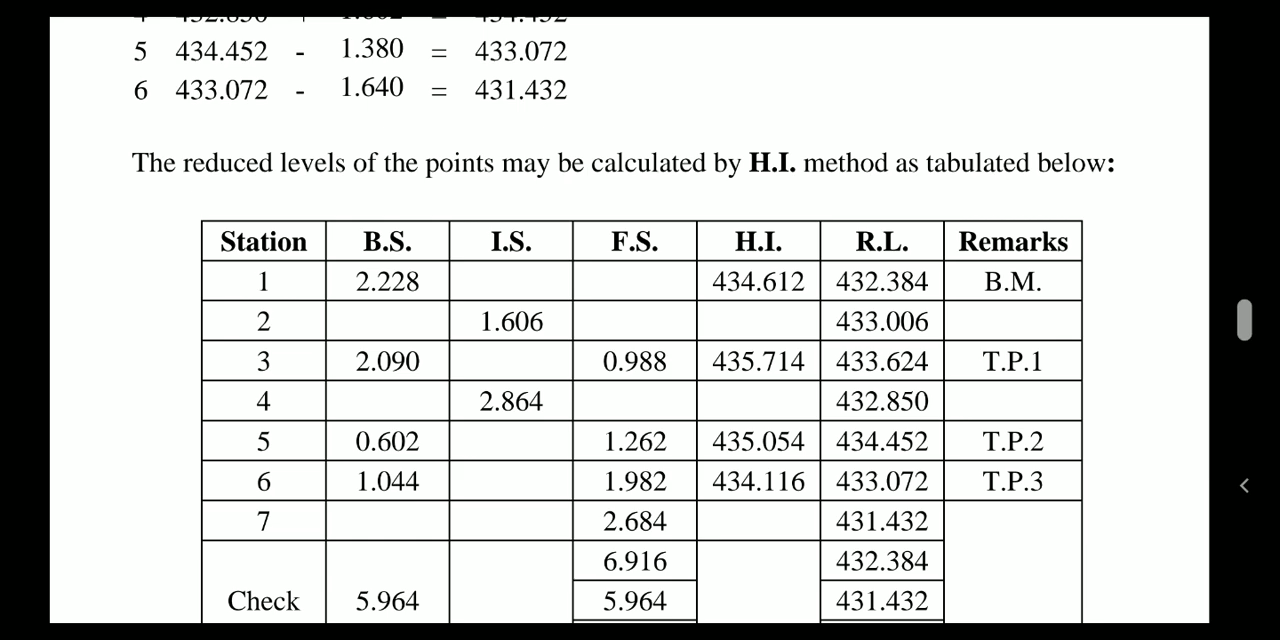 5 434.452 - 1.380 = 433.072
6 433.072 - 1.640 = 431.432
The reduced levels of the points may be calculated by H.I. method as tabulated below:
Station B.S. I.S. F.S. H.I. R.L. Remarks
1 2.228 434.612 432.384 B.M.
2 1.606 433.006
3 2.090 0.988 435.714 433.624 T.P.1
4 2.864 432.850
5 0.602 1.262 435.054 434.452 T.P.2
6 1.044 1.982 434.116 433.072 T.P.3
7 2.684 431.432
6.916 432.384
Check 5.964 5.964 431.432